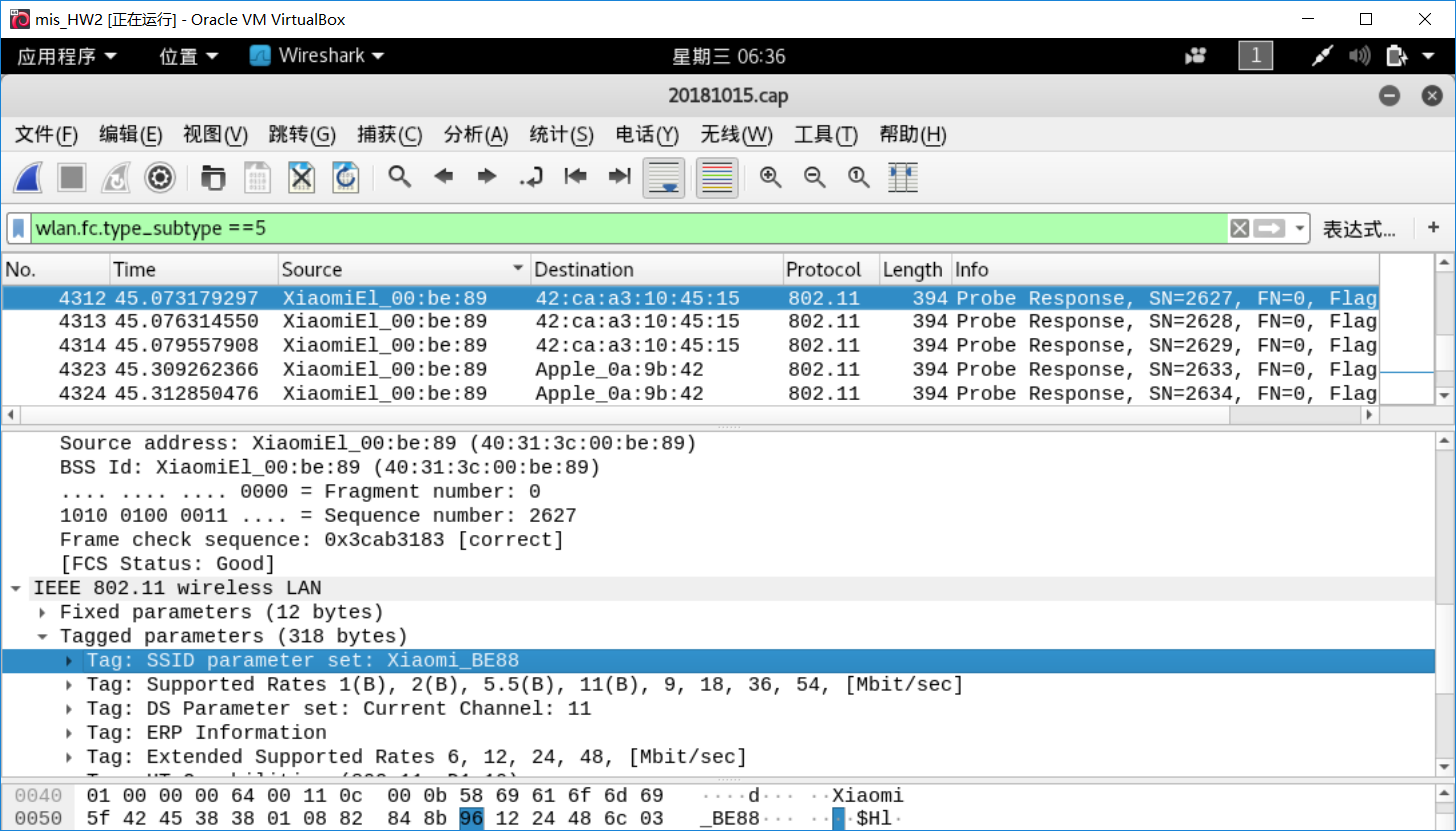 mis_HW2 [正在运行] - Oracle VM VirtualBox
应用程序 位置 Wireshark 星期三 06:36 1
20181015.cap
文件(F) 编辑(E) 视图(V) 跳转(G) 捕获(C) 分析(A) 统计(S) 电话(Y) 无线(W) 工具(T) 帮助(H)
wlan.fc.type_subtype ==5 表达式… +
No. Time Source Destination Protocol Length Info
4312 45.073179297 XiaomiEl_00:be:89 42:ca:a3:10:45:15 802.11 394 Probe Response, SN=2627, FN=0, Flag
4313 45.076314550 XiaomiEl_00:be:89 42:ca:a3:10:45:15 802.11 394 Probe Response, SN=2628, FN=0, Flag
4314 45.079557908 XiaomiEl_00:be:89 42:ca:a3:10:45:15 802.11 394 Probe Response, SN=2629, FN=0, Flag
4323 45.309262366 XiaomiEl_00:be:89 Apple_0a:9b:42 802.11 394 Probe Response, SN=2633, FN=0, Flag
4324 45.312850476 XiaomiEl_00:be:89 Apple_0a:9b:42 802.11 394 Probe Response, SN=2634, FN=0, Flag
Source address: XiaomiEl_00:be:89 (40:31:3c:00:be:89)
BSS Id: XiaomiEl_00:be:89 (40:31:3c:00:be:89)
.... .... .... 0000 = Fragment number: 0
1010 0100 0011 .... = Sequence number: 2627
Frame check sequence: 0x3cab3183 [correct]
[FCS Status: Good]
IEEE 802.11 wireless LAN
Fixed parameters (12 bytes)
Tagged parameters (318 bytes)
Tag: SSID parameter set: Xiaomi_BE88
Tag: Supported Rates 1(B), 2(B), 5.5(B), 11(B), 9, 18, 36, 54, [Mbit/sec]
Tag: DS Parameter set: Current Channel: 11
Tag: ERP Information
Tag: Extended Supported Rates 6, 12, 24, 48, [Mbit/sec]
0040 01 00 00 00 64 00 11 0c 00 0b 58 69 61 6f 6d 69 ····d··· ··Xiaomi
0050 5f 42 45 38 38 01 08 82 84 8b 96 12 24 48 6c 03 _BE88··· ····$Hl·